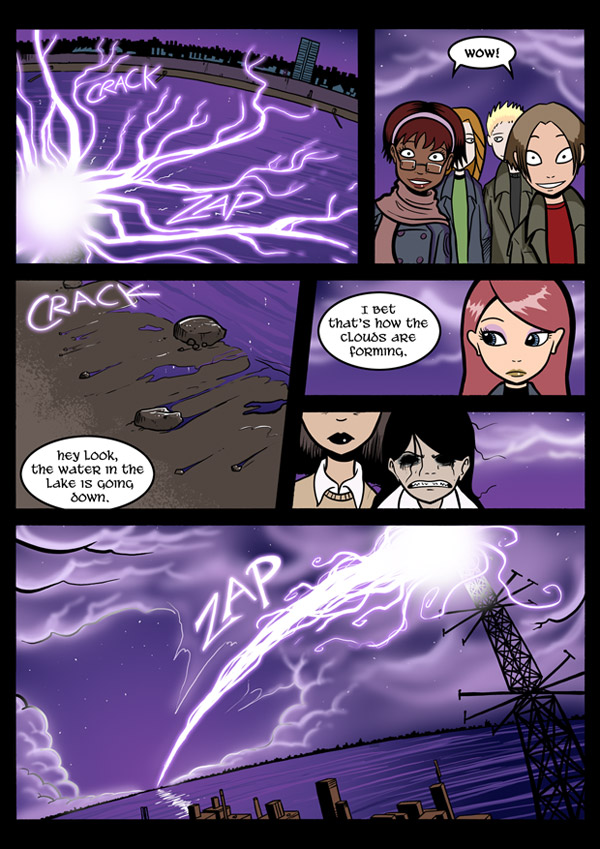 CRACK
ZAP
WOW!
CRACK
hey Look,
the water in the
Lake is going
down.
I Bet
that's how the
clouds are
forming.
ZAP